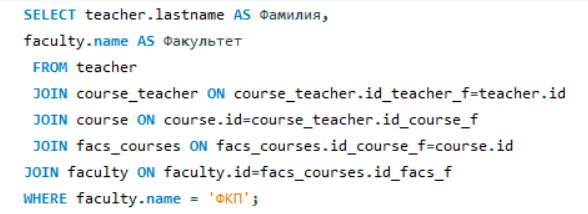 SELECT teacher.lastname AS Фамилия,
faculty.name AS Факультет
FROM teacher
JOIN course_teacher ON course_teacher.id_teacher_f=teacher.id
JOIN course ON course.id=course_teacher.id_course_f
JOIN facs_courses ON facs_courses.id_course_f=course.id
JOIN faculty ON faculty.id=facs_courses.id_facs_f
WHERE faculty.name = 'ФКП';